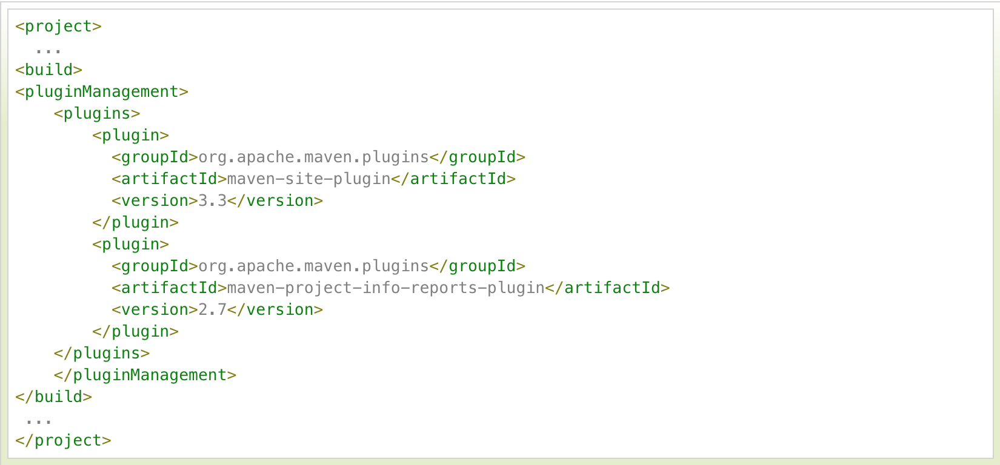 <project>
  ...
<build>
<pluginManagement>
    <plugins>
        <plugin>
          <groupId>org.apache.maven.plugins</groupId>
          <artifactId>maven-site-plugin</artifactId>
          <version>3.3</version>
        </plugin>
        <plugin>
          <groupId>org.apache.maven.plugins</groupId>
          <artifactId>maven-project-info-reports-plugin</artifactId>
          <version>2.7</version>
        </plugin>
    </plugins>
    </pluginManagement>
</build>
 ...
</project>